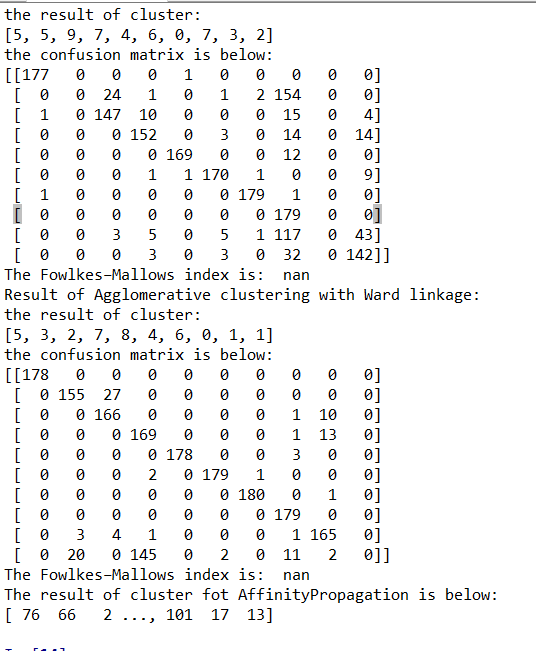 the result of cluster:
[5, 5, 9, 7, 4, 6, 0, 7, 3, 2]
the confusion matrix is below:
[[177 0 0 0 1 0 0 0 0 0]
[ 0 0 24 1 0 1 2 154 0 0]
[ 1 0 147 10 0 0 0 15 0 4]
[ 0 0 0 152 0 3 0 14 0 14]
[ 0 0 0 0 169 0 0 12 0 0]
[ 0 0 0 1 1 170 1 0 0 9]
[ 1 0 0 0 0 0 179 1 0 0]
[ 0 0 0 0 0 0 0 179 0 0]
[ 0 0 3 5 0 5 1 117 0 43]
[ 0 0 0 3 0 3 0 32 0 142]]
The Fowlkes-Mallows index is: nan
Result of Agglomerative clustering with Ward linkage:
the result of cluster:
[5, 3, 2, 7, 8, 4, 6, 0, 1, 1]
the confusion matrix is below:
[[178 0 0 0 0 0 0 0 0 0]
[ 0 155 27 0 0 0 0 0 0 0]
[ 0 0 166 0 0 0 0 1 10 0]
[ 0 0 0 169 0 0 0 1 13 0]
[ 0 0 0 0 178 0 0 3 0 0]
[ 0 0 0 2 0 179 1 0 0 0]
[ 0 0 0 0 0 0 180 0 1 0]
[ 0 0 0 0 0 0 0 179 0 0]
[ 0 3 4 1 0 0 0 1 165 0]
[ 0 20 0 145 0 2 0 11 2 0]]
The Fowlkes-Mallows index is: nan
The result of cluster fot AffinityPropagation is below:
[ 76 66 2 ..., 101 17 13]